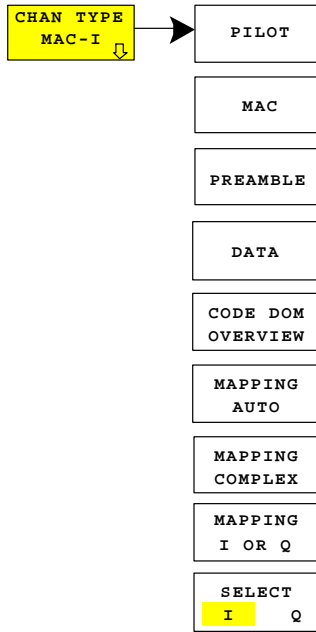 CHAN TYPE
MAC-I
PILOT
MAC
PREAMBLE
DATA
CODE DOM
OVERVIEW
MAPPING
AUTO
MAPPING
COMPLEX
MAPPING
I OR Q
SELECT
I Q